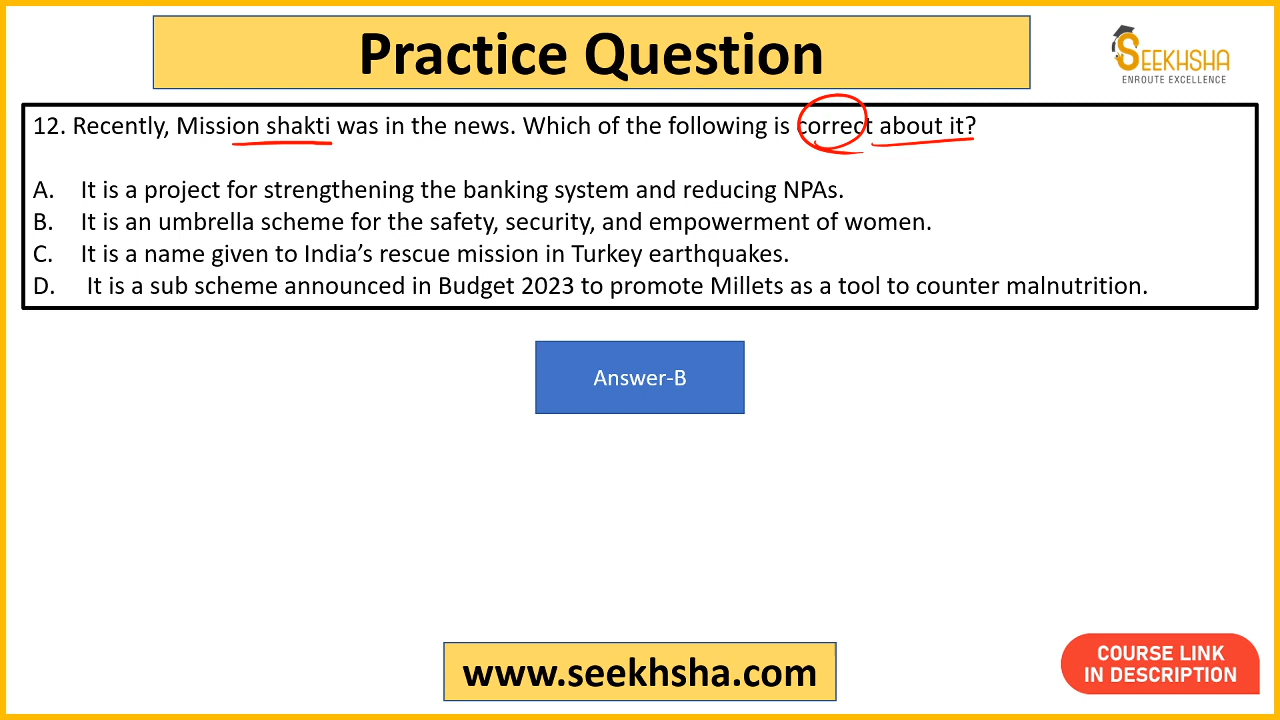 Practice Question
SEEKHSHA
ENROUTE EXCELLENCE
12. Recently, Mission shakti was in the news. Which of the following is correct about it?
A. It is a project for strengthening the banking system and reducing NPAs.
B. It is an umbrella scheme for the safety, security, and empowerment of women.
C. It is a name given to India’s rescue mission in Turkey earthquakes.
D. It is a sub scheme announced in Budget 2023 to promote Millets as a tool to counter malnutrition.
Answer-B
www.seekhsha.com
COURSE LINK
IN DESCRIPTION